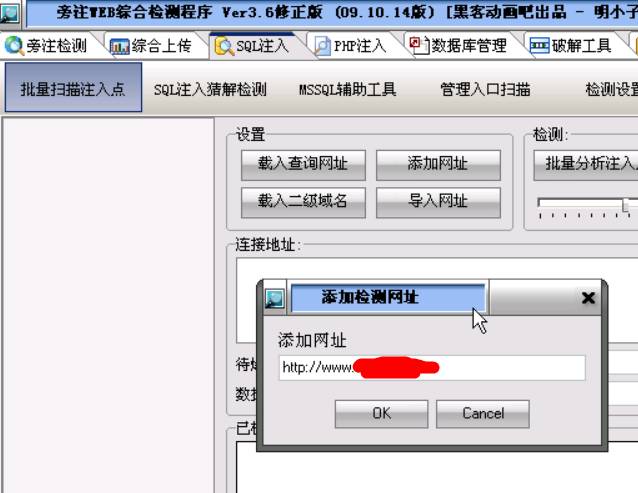 旁注WEB综合检测程序 Ver3.6修正版 (09.10.14版) [黑客动画吧出品 - 明小子
旁注检测 综合上传 SQL注入 PHP注入 数据库管理 破解工具
批量扫描注入点 SQL注入猜解检测 MSSQL辅助工具 管理入口扫描 检测设置
设置 检测:
载入查询网址 添加网址 批量分析注入
载入二级域名 导入网址
连接地址:
添加检测网址
添加网址
http://www.
OK Cancel